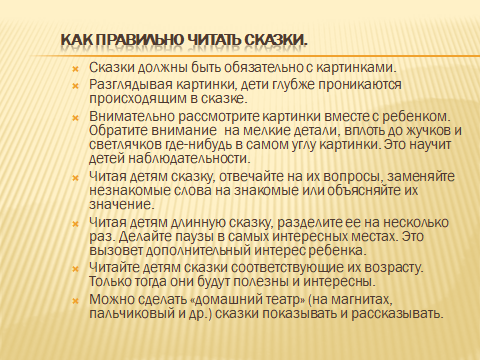 КАК ПРАВИЛЬНО ЧИТАТЬ СКАЗКИ.
Сказки должны быть обязательно с картинками.
Разглядывая картинки, дети глубже проникаются
происходящим в сказке.
Внимательно рассмотрите картинки вместе с ребенком.
Обратите внимание на мелкие детали, вплоть до жучков и
светлячков где-нибудь в самом углу картинки. Это научит
детей наблюдательности.
Читая детям сказку, отвечайте на их вопросы, заменяйте
незнакомые слова на знакомые или объясняйте их
значение.
Читая детям длинную сказку, разделите ее на несколько
раз. Делайте паузы в самых интересных местах. Это
вызовет дополнительный интерес ребенка.
Читайте детям сказки соответствующие их возрасту.
Только тогда они будут полезны и интересны.
Можно сделать «домашний театр» (на магнитах,
пальчиковый и др.) сказки показывать и рассказывать.